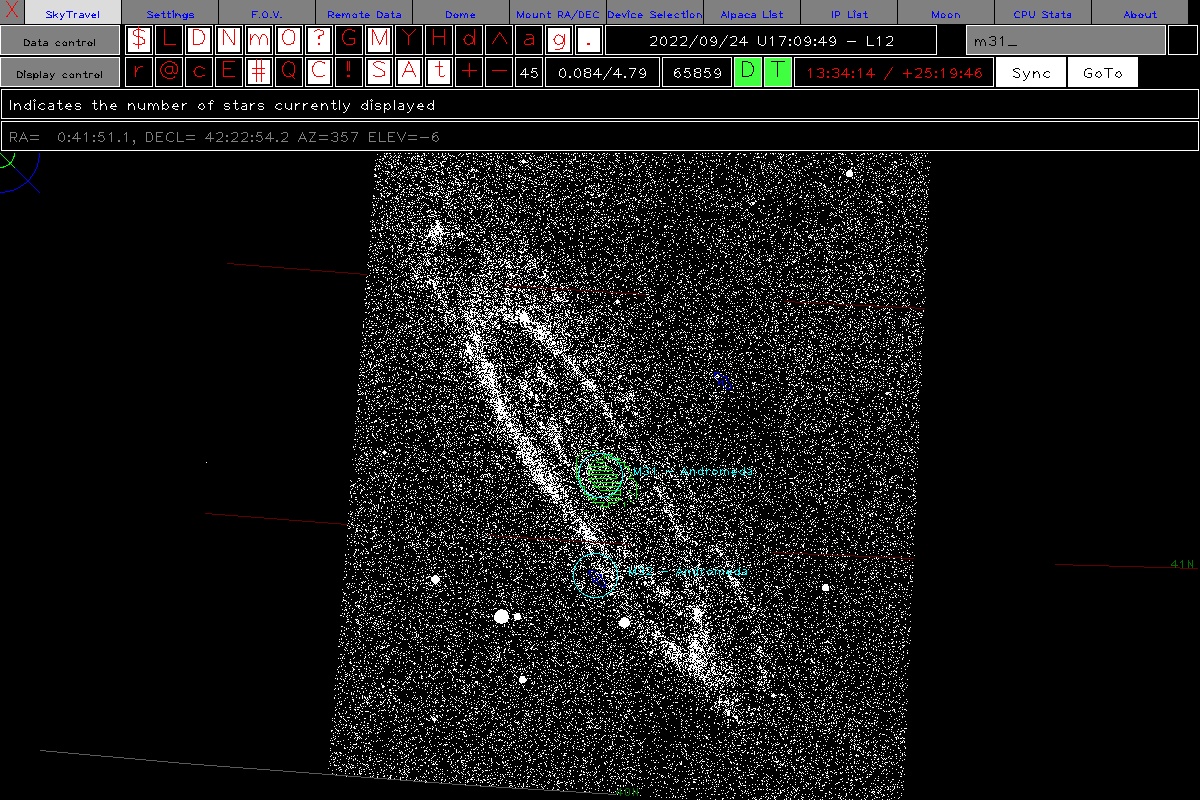 X SkyTravel Settings F.O.V. Remote Data Dome Mount RA/DEC Device Selection Alpaca List IP List Moon CPU Stats About
Data control $ L D N m O ? G M Y H d ^ a g . 2022/09/24 U17:09:49 — L12 m31_
Display control r @ c E # Q C ! S A t + − 45 0.084/4.79 65859 D T 13:34:14 / +25:19:46 Sync GoTo
Indicates the number of stars currently displayed
RA= 0:41:51.1, DECL= 42:22:54.2 AZ=357 ELEV=−6
M31 - Andromeda
Andromeda
41N